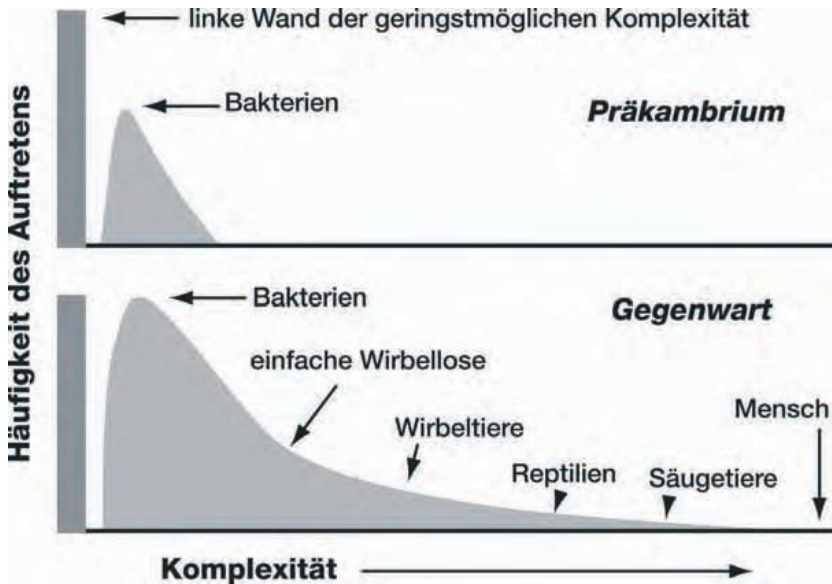 linke Wand der geringstmöglichen Komplexität
Bakterien
Präkambrium
Häufigkeit des Auftretens
Bakterien
Gegenwart
einfache Wirbellose
Wirbeltiere
Mensch
Reptilien
Säugetiere
Komplexität